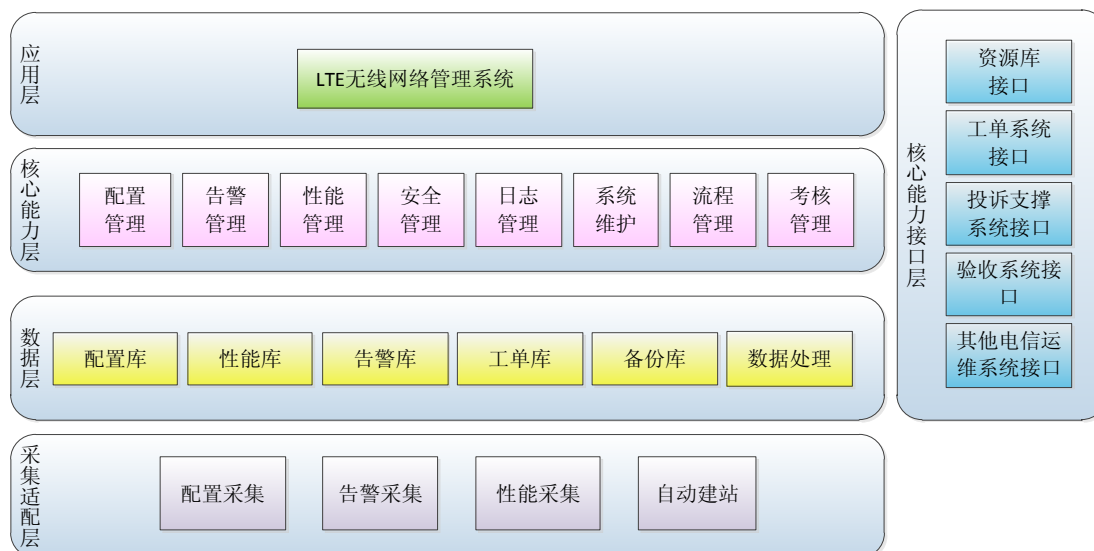 应用层
LTE无线网络管理系统
核心能力层
配置
管理
告警
管理
性能
管理
安全
管理
日志
管理
系统
维护
流程
管理
考核
管理
数据层
配置库
性能库
告警库
工单库
备份库
数据处理
采集适配层
配置采集
告警采集
性能采集
自动建站
核心能力接口层
资源库
接口
工单系统
接口
投诉支撑
系统接口
验收系统接
口
其他电信运
维系统接口